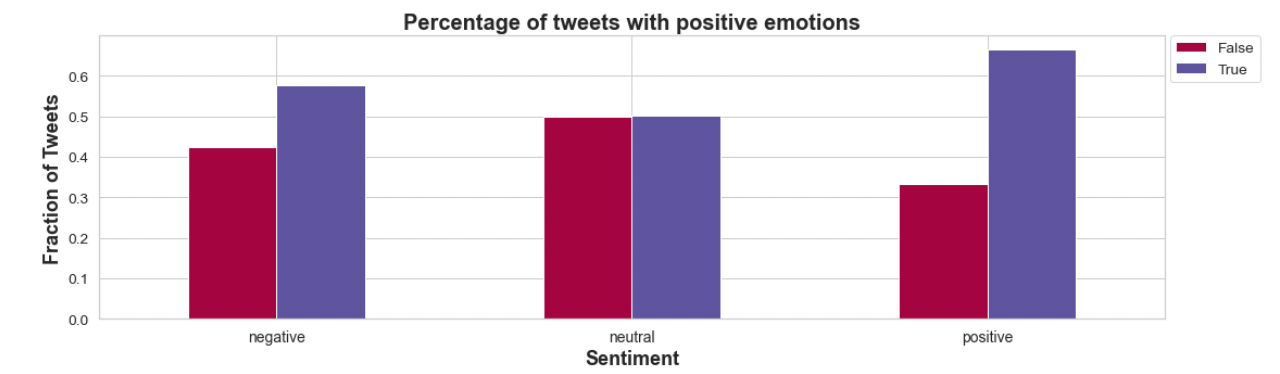 Percentage of tweets with positive emotions
False
True
Fraction of Tweets
0.6
0.5
0.4
0.3
0.2
0.1
0.0
negative
neutral
positive
Sentiment